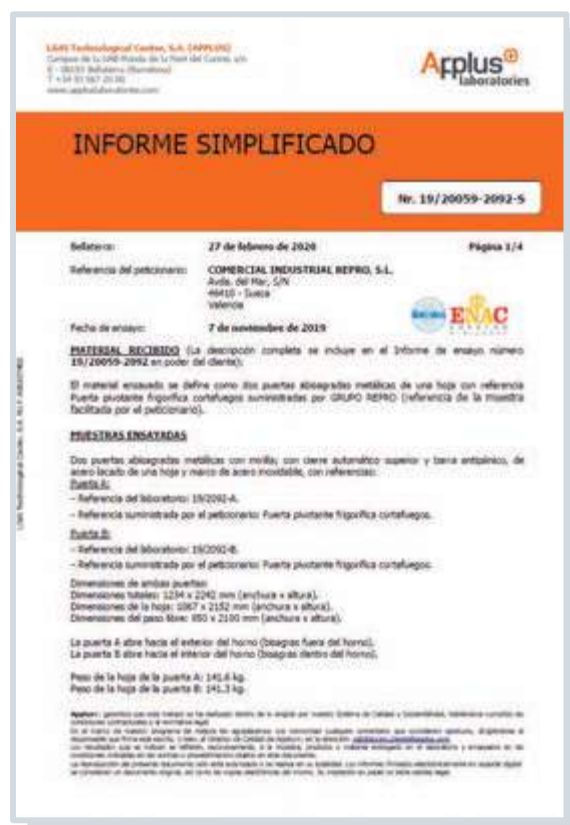 LGAI Technological Center, S.A. (APPLUS)
Campus de la UAB Ronda de la Font del Carme, s/n
E - 08193 Bellaterra (Barcelona)
T +34 93 567 20 00
www.appluslaboratories.com
Applus⊕
laboratories
INFORME SIMPLIFICADO
Nr. 19/20059-2092-S
Bellaterra: 27 de febrero de 2020 Página 1/4
Referencia del peticionario: COMERCIAL INDUSTRIAL REPRO, S.L.
Avda. del Mar, S/N
46410 - Sueca
Valencia
ENAC
Fecha de ensayo: 7 de noviembre de 2019
MATERIAL RECIBIDO (La descripción completa se incluye en el Informe de ensayo número
19/20059-2092 en poder del cliente):
El material ensayado se define como dos puertas abisagradas metálicas de una hoja con referencia
Puerta pivotante frigorífica cortafuegos suministradas por GRUPO REPRO (referencia de la muestra
facilitada por el peticionario).
MUESTRAS ENSAYADAS
Dos puertas abisagradas metálicas con mirilla, con cierre automático superior y barra antipánico, de
acero lacado de una hoja y marco de acero inoxidable, con referencias:
Puerta A:
- Referencia del laboratorio: 19/2092-A.
- Referencia suministrada por el peticionario: Puerta pivotante frigorífica cortafuegos.
Puerta B:
- Referencia del laboratorio: 19/2092-B.
- Referencia suministrada por el peticionario: Puerta pivotante frigorífica cortafuegos.
Dimensiones de ambas puertas:
Dimensiones totales: 1234 x 2242 mm (anchura x altura).
Dimensiones de la hoja: 1067 x 2152 mm (anchura x altura).
Dimensiones del paso libre: 950 x 2100 mm (anchura x altura).
La puerta A abre hacia el exterior del horno (bisagras fuera del horno).
La puerta B abre hacia el interior del horno (bisagras dentro del horno).
Peso de la hoja de la puerta A: 141,6 kg.
Peso de la hoja de la puerta B: 141,3 kg.